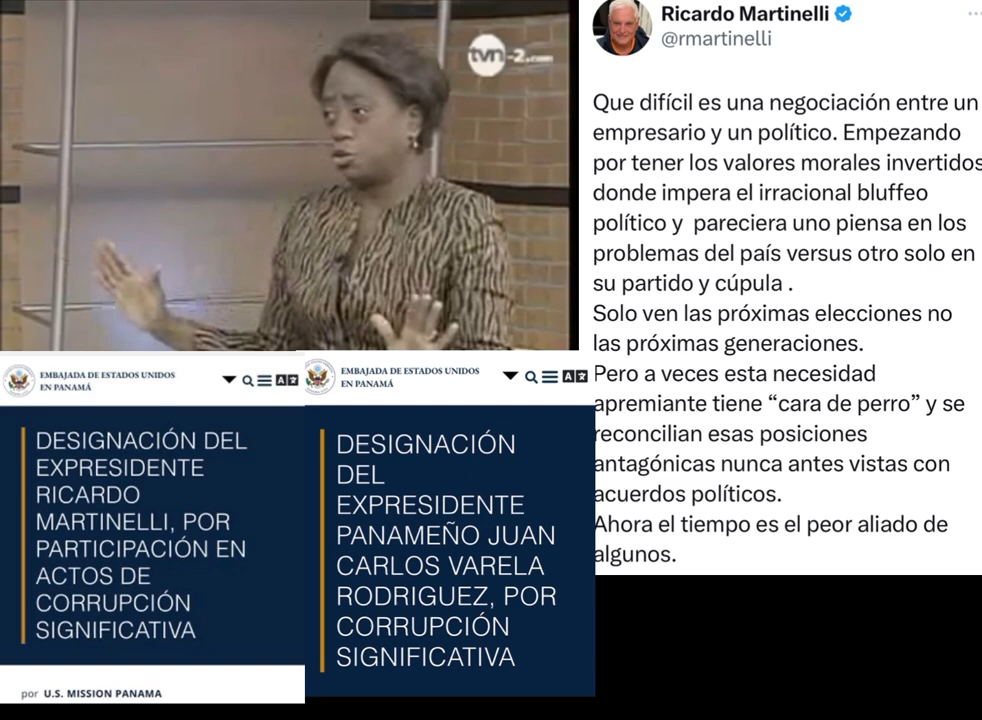 tvn-2.com
Ricardo Martinelli
@rmartinelli
Que difícil es una negociación entre un
empresario y un político. Empezando
por tener los valores morales invertidos
donde impera el irracional bluffeo
político y  pareciera uno piensa en los
problemas del país versus otro solo en
su partido y cúpula .
Solo ven las próximas elecciones no
las próximas generaciones.
Pero a veces esta necesidad
apremiante tiene “cara de perro” y se
reconcilian esas posiciones
antagónicas nunca antes vistas con
acuerdos políticos.
Ahora el tiempo es el peor aliado de
algunos.
EMBAJADA DE ESTADOS UNIDOS
EN PANAMÁ
DESIGNACIÓN DEL
EXPRESIDENTE
RICARDO
MARTINELLI, POR
PARTICIPACIÓN EN
ACTOS DE
CORRUPCIÓN
SIGNIFICATIVA
por U.S. MISSION PANAMA
EMBAJADA DE ESTADOS UNIDOS
EN PANAMÁ
DESIGNACIÓN
DEL
EXPRESIDENTE
PANAMEÑO JUAN
CARLOS VARELA
RODRIGUEZ, POR
CORRUPCIÓN
SIGNIFICATIVA